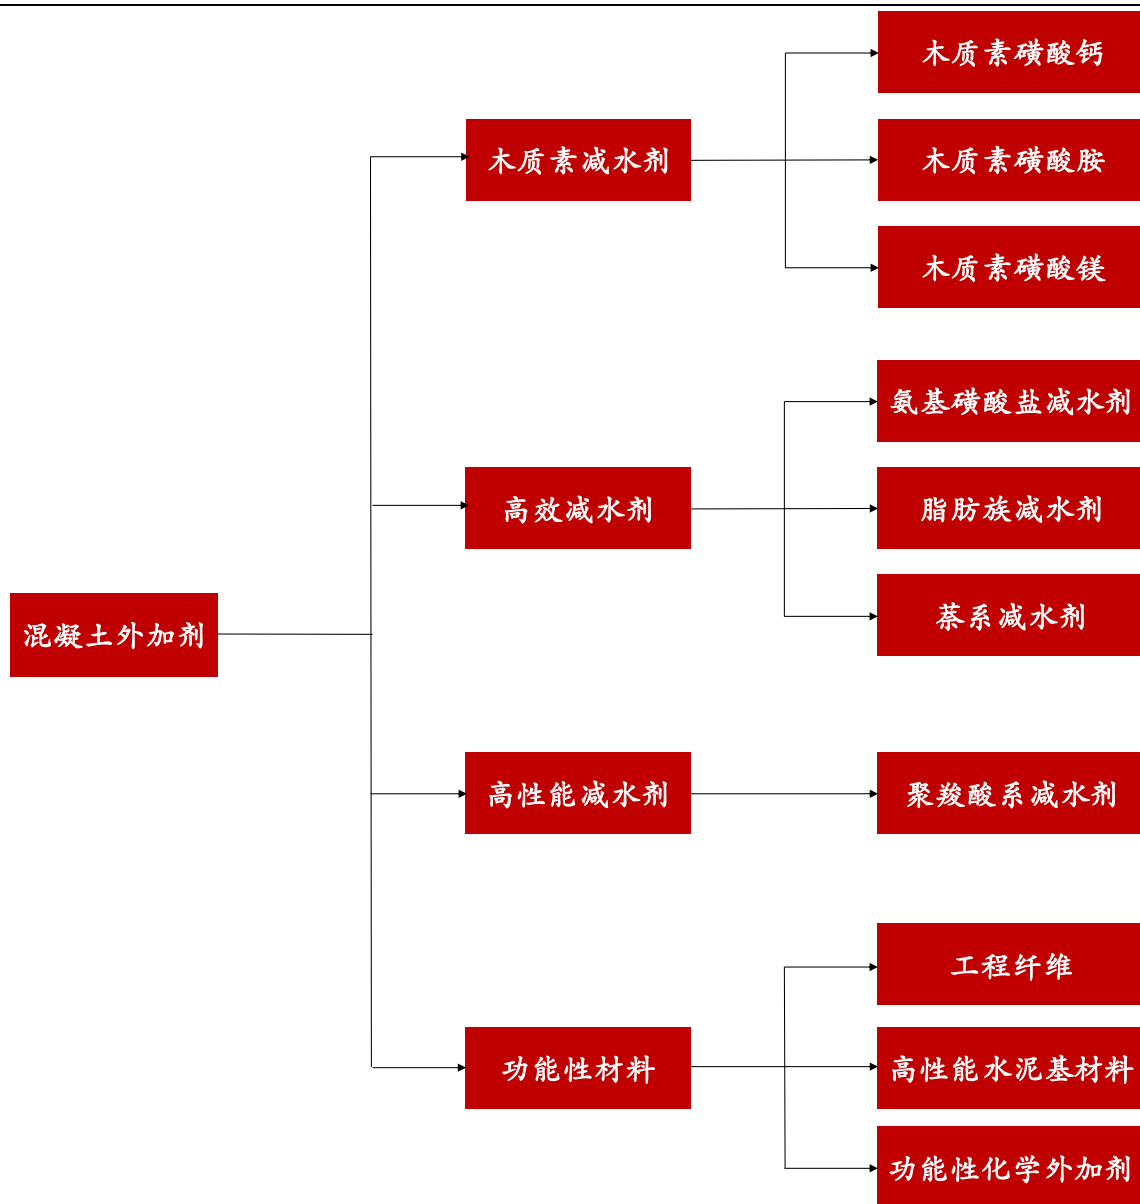 混凝土外加剂
木质素减水剂
木质素磺酸钙
木质素磺酸胺
木质素磺酸镁
高效减水剂
氨基磺酸盐减水剂
脂肪族减水剂
萘系减水剂
高性能减水剂
聚羧酸系减水剂
功能性材料
工程纤维
高性能水泥基材料
功能性化学外加剂